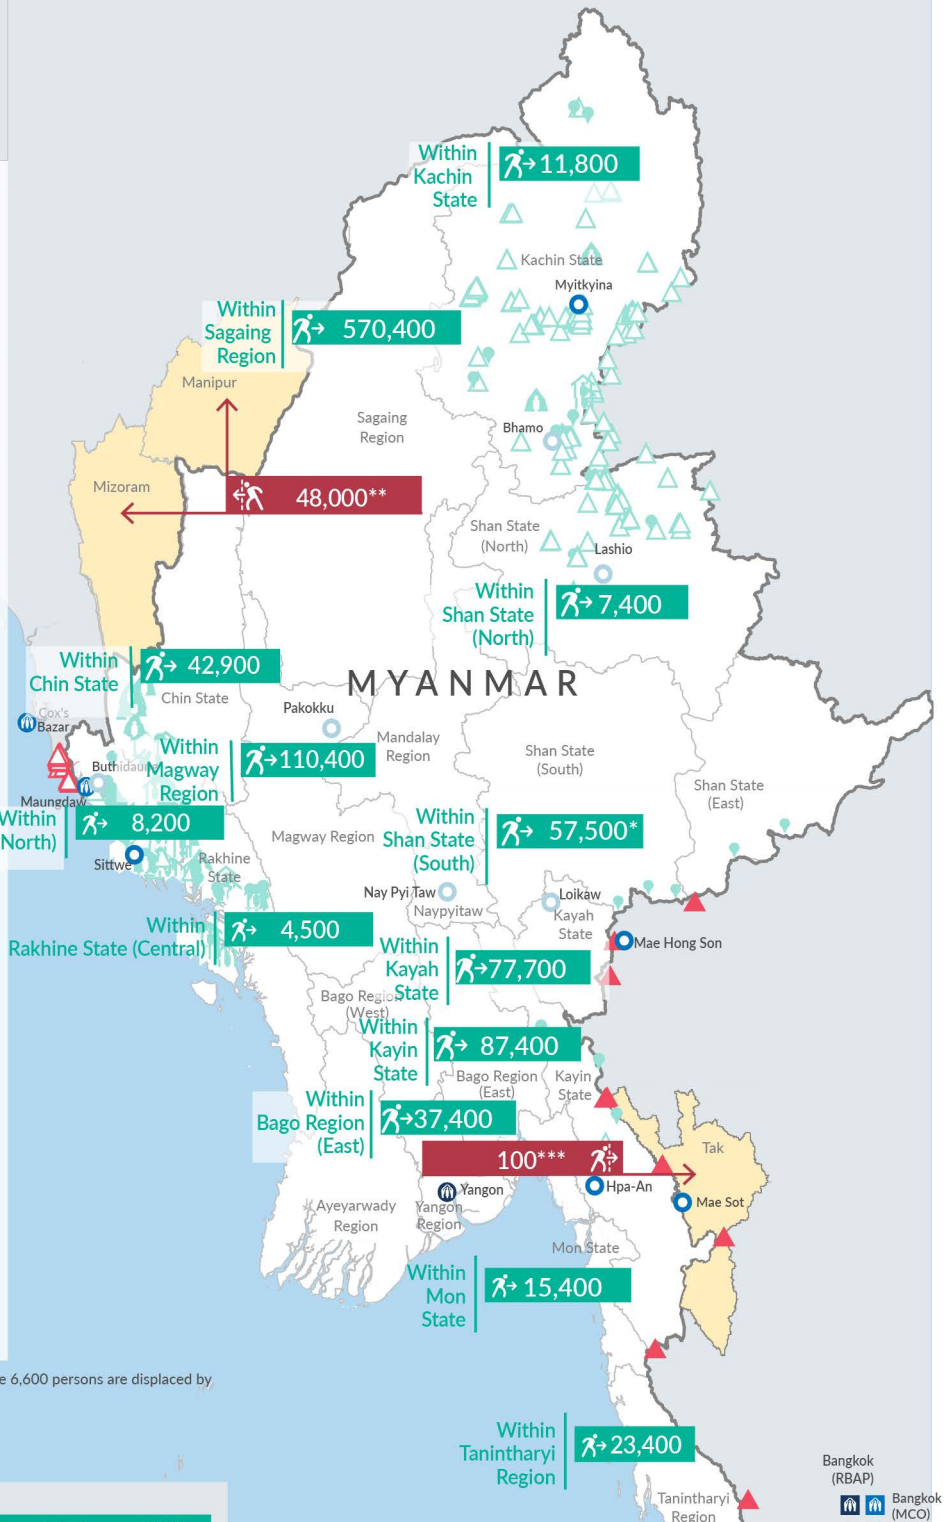 Within
Kachin
State
11,800
Kachin State
Myitkyina
Within
Sagaing
Region
570,400
Manipur
Sagaing
Region
Bhamo
Mizoram
48,000**
Shan State
(North)
Lashio
Within
Shan State
(North)
7,400
Within
Chin State
42,900
Chin State
MYANMAR
Pakokku
Cox's
Bazar
Mandalay
Region
Within
Magway
Region
110,400
Shan State
(South)
Buthidaung
Shan State
(East)
Maungdaw
Within
North)
8,200
Magway Region
Within
Shan State
(South)
57,500*
Sittwe
Rakhine
State
Nay Pyi Taw
Naypyitaw
Loikaw
Kayah
State
Within
Rakhine State (Central)
4,500
Mae Hong Son
Within
Kayah
State
77,700
Bago Region
(West)
Within
Kayin
State
87,400
Bago Region
(East)
Kayin
State
Within
Bago Region
(East)
37,400
Tak
100***
Yangon
Hpa-An
Mae Sot
Ayeyarwady
Region
Yangon
Region
Mon State
Within
Mon
State
15,400
e 6,600 persons are displaced by
Within
Tanintharyi
Region
23,400
Bangkok
(RBAP)
Tanintharyi
Region
Bangkok
(MCO)